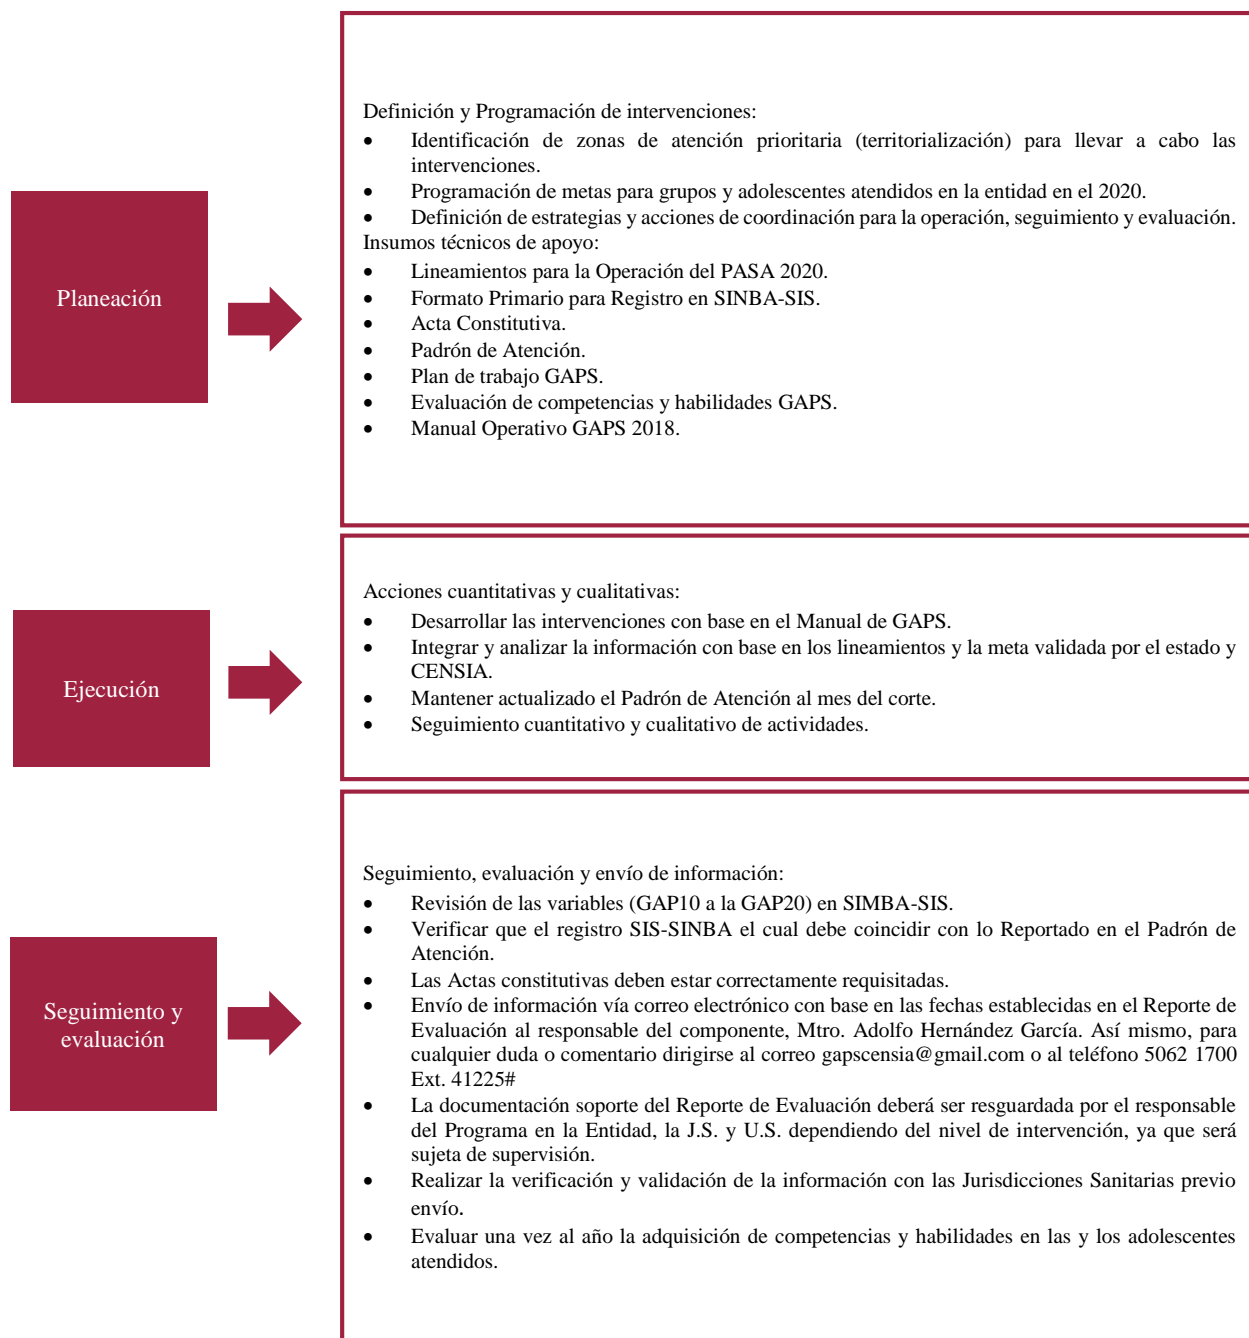 Planeación
Definición y Programación de intervenciones:
• Identificación de zonas de atención prioritaria (territorialización) para llevar a cabo las
intervenciones.
• Programación de metas para grupos y adolescentes atendidos en la entidad en el 2020.
• Definición de estrategias y acciones de coordinación para la operación, seguimiento y evaluación.
Insumos técnicos de apoyo:
• Lineamientos para la Operación del PASA 2020.
• Formato Primario para Registro en SINBA-SIS.
• Acta Constitutiva.
• Padrón de Atención.
• Plan de trabajo GAPS.
• Evaluación de competencias y habilidades GAPS.
• Manual Operativo GAPS 2018.
Ejecución
Acciones cuantitativas y cualitativas:
• Desarrollar las intervenciones con base en el Manual de GAPS.
• Integrar y analizar la información con base en los lineamientos y la meta validada por el estado y
CENSIA.
• Mantener actualizado el Padrón de Atención al mes del corte.
• Seguimiento cuantitativo y cualitativo de actividades.
Seguimiento y
evaluación
Seguimiento, evaluación y envío de información:
• Revisión de las variables (GAP10 a la GAP20) en SIMBA-SIS.
• Verificar que el registro SIS-SINBA el cual debe coincidir con lo Reportado en el Padrón de
Atención.
• Las Actas constitutivas deben estar correctamente requisitadas.
• Envío de información vía correo electrónico con base en las fechas establecidas en el Reporte de
Evaluación al responsable del componente, Mtro. Adolfo Hernández García. Así mismo, para
cualquier duda o comentario dirigirse al correo gapscensia@gmail.com o al teléfono 5062 1700
Ext. 41225#
• La documentación soporte del Reporte de Evaluación deberá ser resguardada por el responsable
del Programa en la Entidad, la J.S. y U.S. dependiendo del nivel de intervención, ya que será
sujeta de supervisión.
• Realizar la verificación y validación de la información con las Jurisdicciones Sanitarias previo
envío.
• Evaluar una vez al año la adquisición de competencias y habilidades en las y los adolescentes
atendidos.